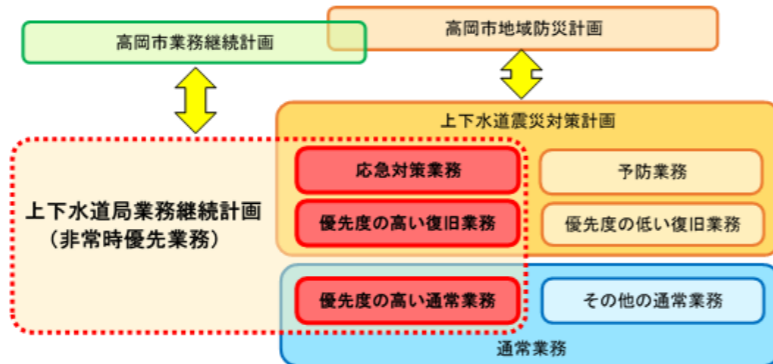 高岡市業務継続計画
高岡市地域防災計画
上下水道震災対策計画
応急対策業務
予防業務
上下水道局業務継続計画
（非常時優先業務）
優先度の高い復旧業務
優先度の低い復旧業務
優先度の高い通常業務
その他の通常業務
通常業務